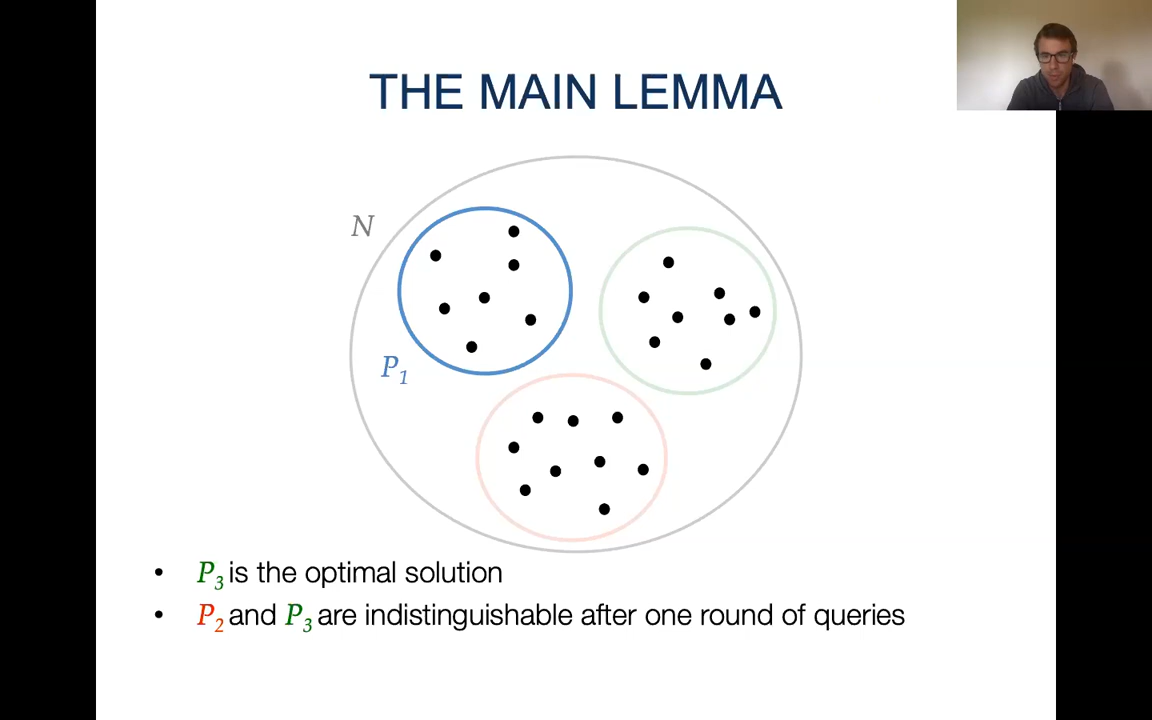 THE MAIN LEMMA
N
P1
• P3 is the optimal solution
• P2 and P3 are indistinguishable after one round of queries